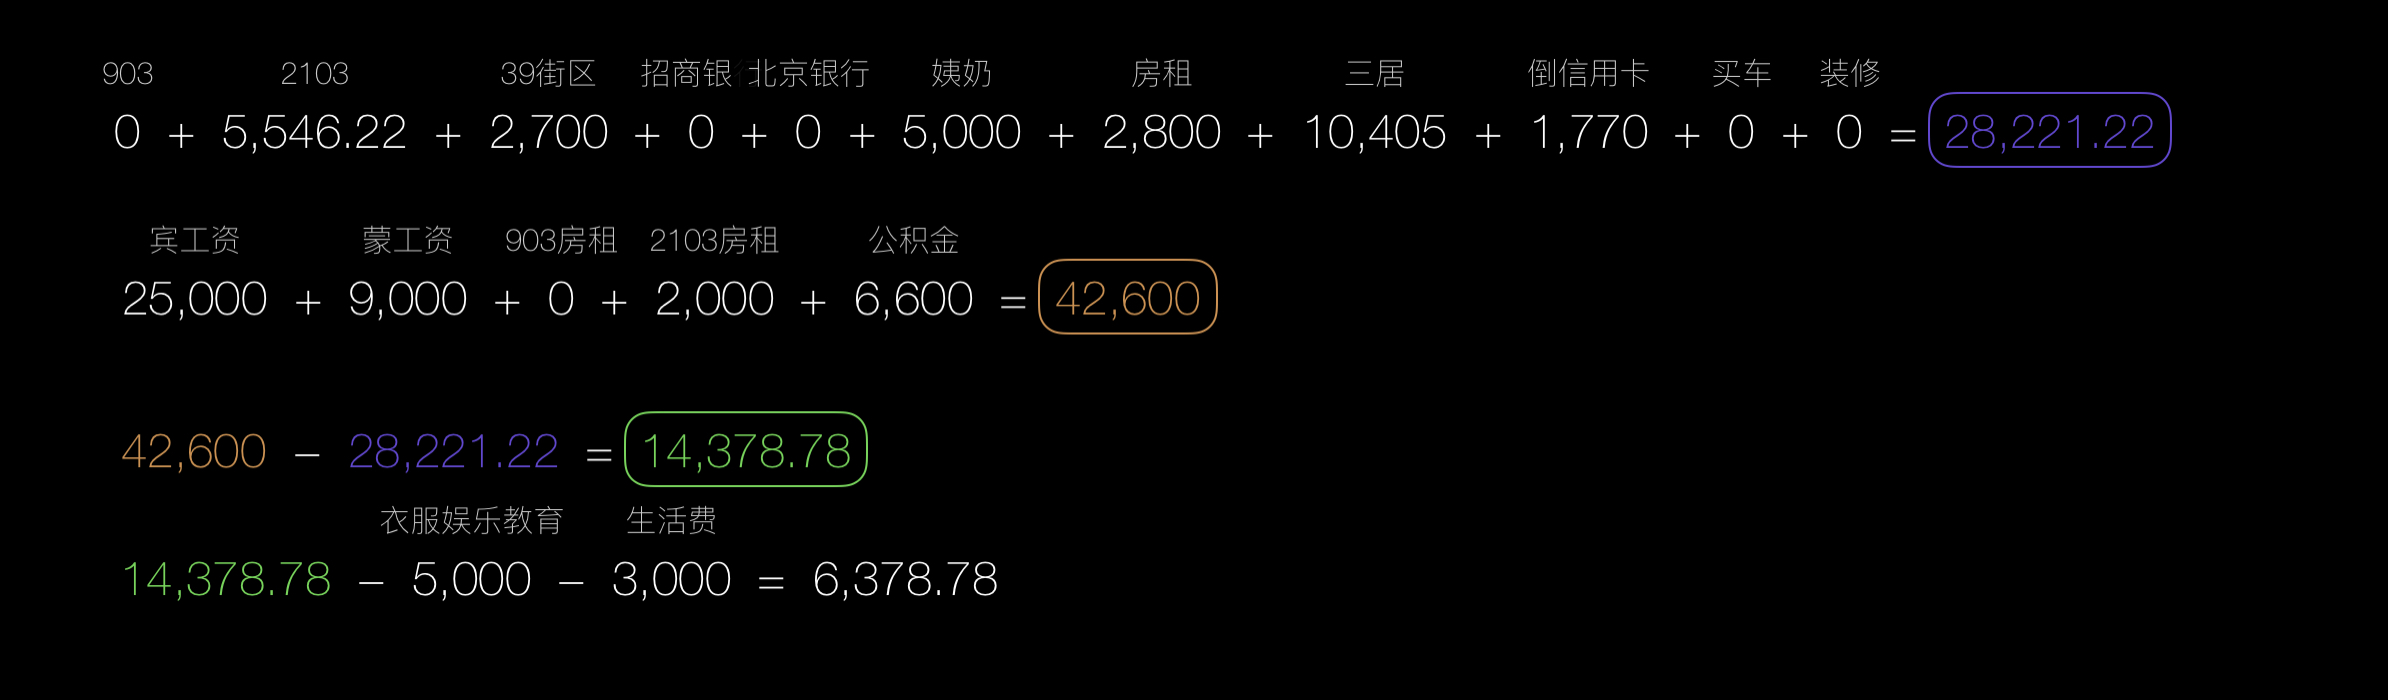 903 2103 39街区 招商银 北京银行 姨奶 房租 三居 倒信用卡 买车 装修
0 + 5,546.22 + 2,700 + 0 + 0 + 5,000 + 2,800 + 10,405 + 1,770 + 0 + 0 = 28,221.22
宾工资 蒙工资 903房租 2103房租 公积金
25,000 + 9,000 + 0 + 2,000 + 6,600 = 42,600
42,600 − 28,221.22 = 14,378.78
衣服娱乐教育 生活费
14,378.78 − 5,000 − 3,000 = 6,378.78